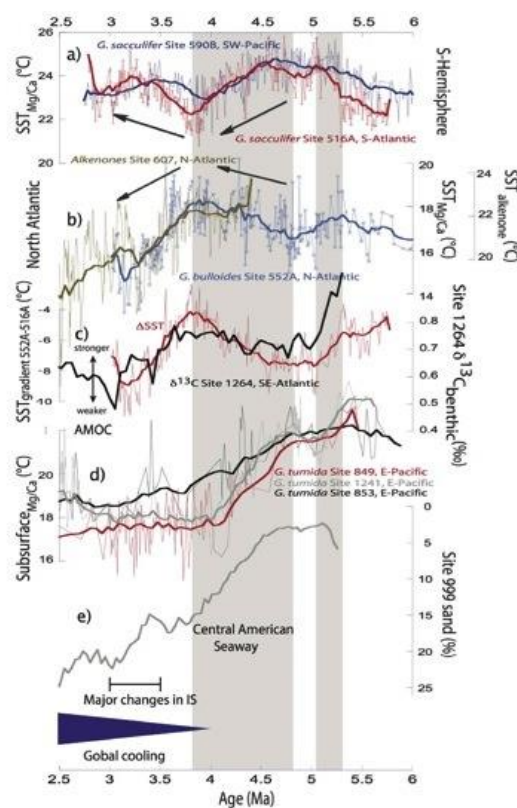 2.5 3 3.5 4 4.5 5 5.5 6
a)
G. sacculifer Site 590B, SW-Pacific
SST Mg/Ca (°C)
26
24
22
20
S-Hemisphere
G. sacculifer Site 516A, S-Atlantic
Alkenones Site 607, N-Atlantic
b)
North Atlantic
20
18
16
SST Mg/Ca (°C)
24
22
20
SST alkenone (°C)
G. bulloides Site 552A, N-Atlantic
14
SST gradient 552A-516A (°C)
-4
-6
-8
-10
c)
stronger
weaker
AMOC
ΔSST
δ13C Site 1264, SE-Atlantic
0.8
0.7
0.6
0.5
0.4
Site 1264 δ13C benthic (‰)
d)
Subsurface Mg/Ca (°C)
20
18
16
G. tumida Site 849, E-Pacific
G. tumida Site 1241, E-Pacific
G. tumida Site 853, E-Pacific
0
5
10
15
20
25
Site 999 sand (%)
e)
Central American
Seaway
Major changes in IS
Gobal cooling
2.5 3.0 3.5 4 4.5 5 5.5 6
Age (Ma)